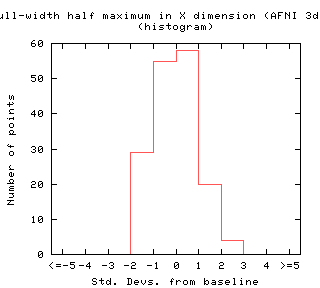 ull-width half maximum in X dimension (AFNI 3d
(histogram)
60
50
40
30
20
10
0
Number of points
<=-5 -4 -3 -2 -1 0 1 2 3 4 >=5
Std. Devs. from baseline